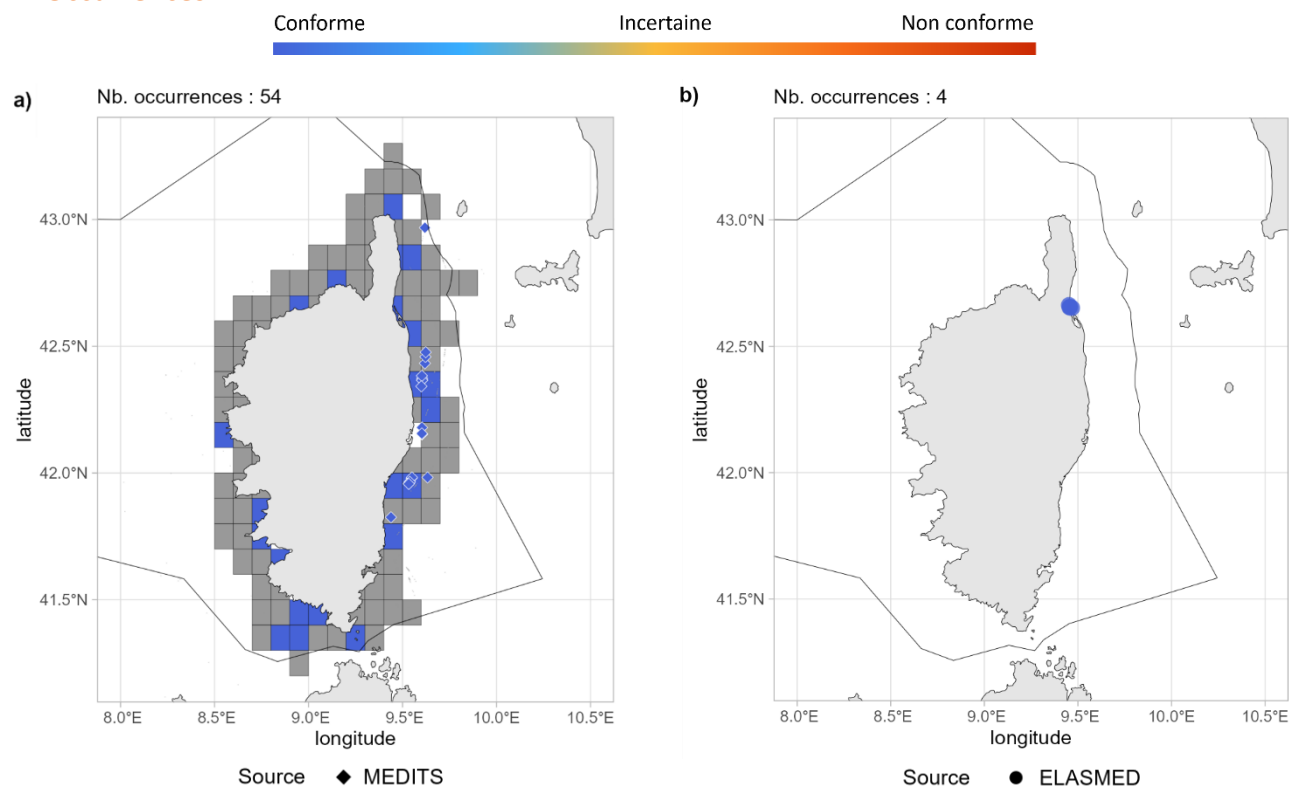 Conforme Incertaine Non conforme
a) Nb. occurrences : 54
43.0°N
42.5°N
42.0°N
41.5°N
latitude
8.0°E 8.5°E 9.0°E 9.5°E 10.0°E 10.5°E
longitude
Source MEDITS
b) Nb. occurrences : 4
43.0°N
42.5°N
42.0°N
41.5°N
latitude
8.0°E 8.5°E 9.0°E 9.5°E 10.0°E 10.5°E
longitude
Source ELASMED